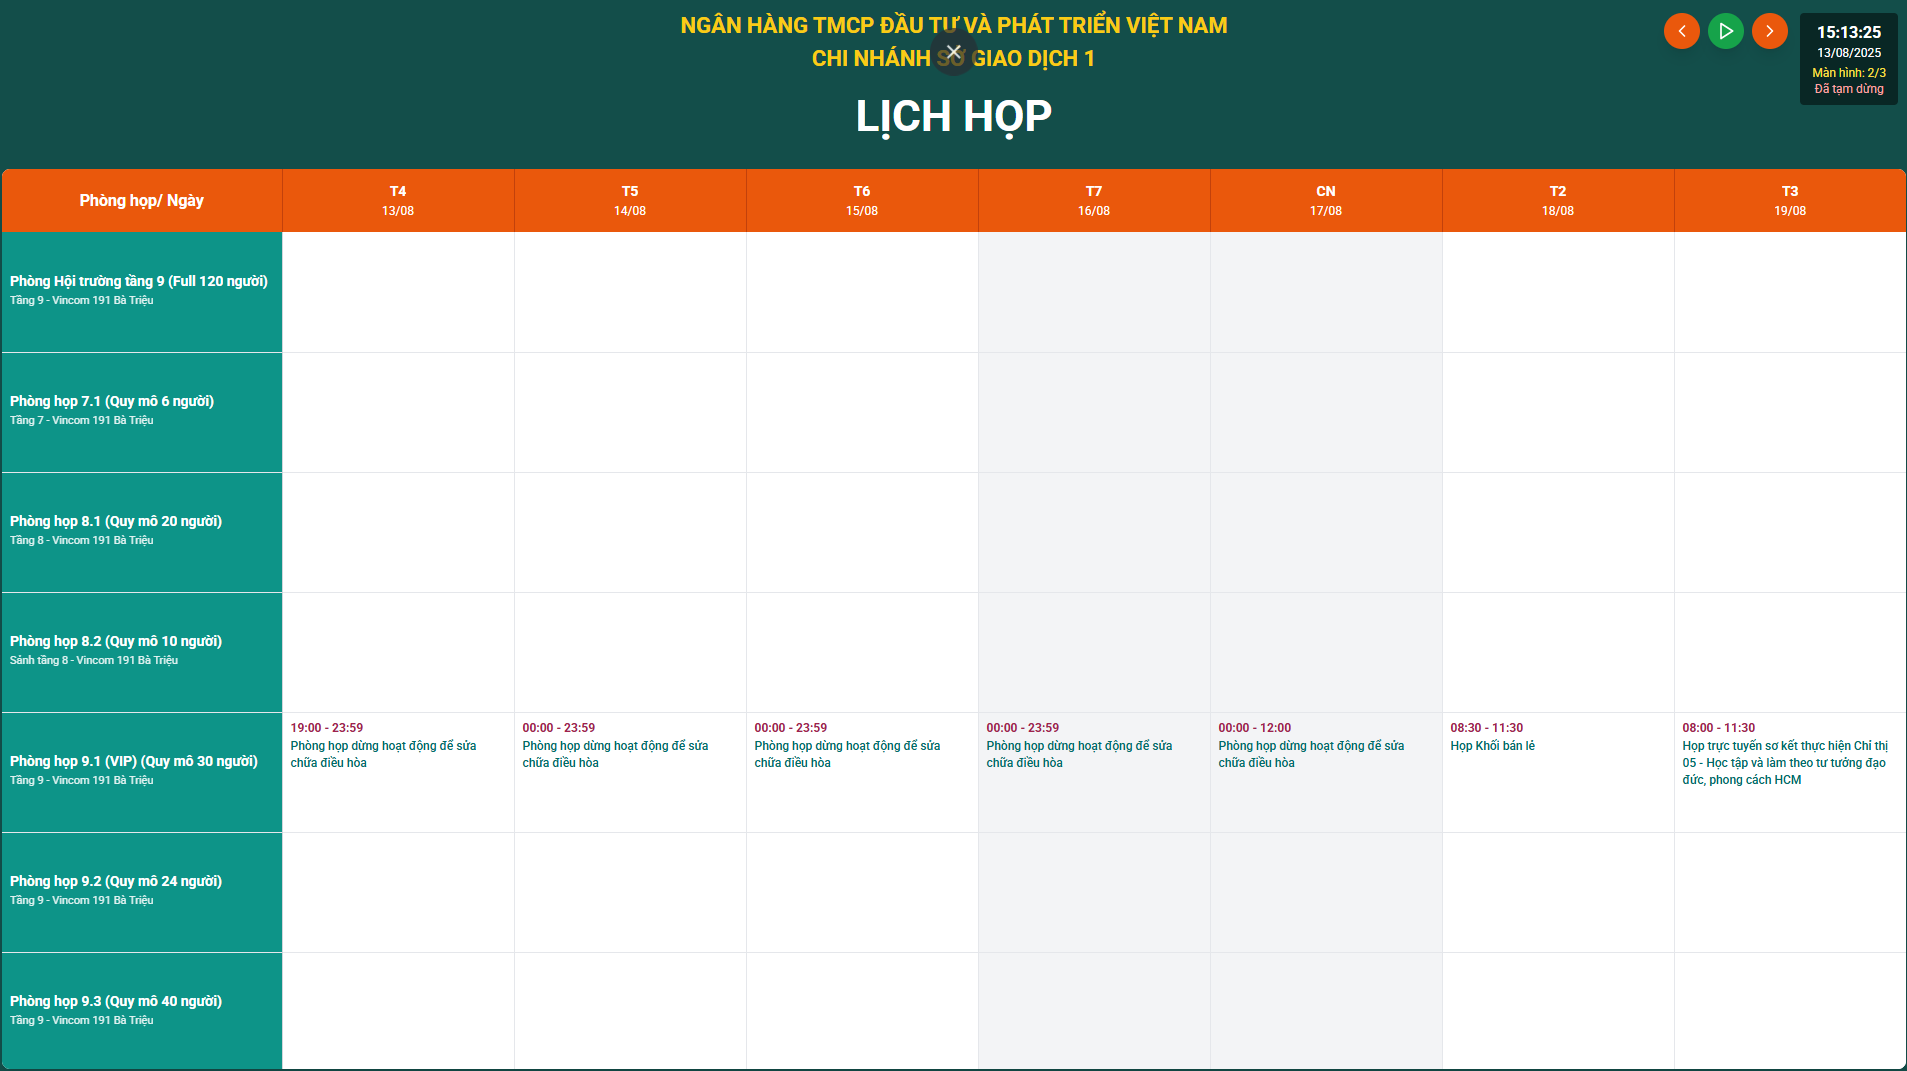 NGÂN HÀNG TMCP ĐẦU TƯ VÀ PHÁT TRIỂN VIỆT NAM
CHI NHÁNH SỞ GIAO DỊCH 1
LỊCH HỌP
15:13:25
13/08/2025
Màn hình: 2/3
Đã tạm dừng
Phòng họp/ Ngày
T4
13/08
T5
14/08
T6
15/08
T7
16/08
CN
17/08
T2
18/08
T3
19/08
Phòng Hội trường tầng 9 (Full 120 người)
Tầng 9 - Vincom 191 Bà Triệu
Phòng họp 7.1 (Quy mô 6 người)
Tầng 7 - Vincom 191 Bà Triệu
Phòng họp 8.1 (Quy mô 20 người)
Tầng 8 - Vincom 191 Bà Triệu
Phòng họp 8.2 (Quy mô 10 người)
Sảnh tầng 8 - Vincom 191 Bà Triệu
Phòng họp 9.1 (VIP) (Quy mô 30 người)
Tầng 9 - Vincom 191 Bà Triệu
19:00 - 23:59
Phòng họp dừng hoạt động để sửa
chữa điều hòa
00:00 - 23:59
Phòng họp dừng hoạt động để sửa
chữa điều hòa
00:00 - 23:59
Phòng họp dừng hoạt động để sửa
chữa điều hòa
00:00 - 23:59
Phòng họp dừng hoạt động để sửa
chữa điều hòa
00:00 - 12:00
Phòng họp dừng hoạt động để sửa
chữa điều hòa
08:30 - 11:30
Họp Khối bán lẻ
08:00 - 11:30
Họp trực tuyến sơ kết thực hiện Chỉ thị
05 - Học tập và làm theo tư tưởng đạo
đức, phong cách HCM
Phòng họp 9.2 (Quy mô 24 người)
Tầng 9 - Vincom 191 Bà Triệu
Phòng họp 9.3 (Quy mô 40 người)
Tầng 9 - Vincom 191 Bà Triệu